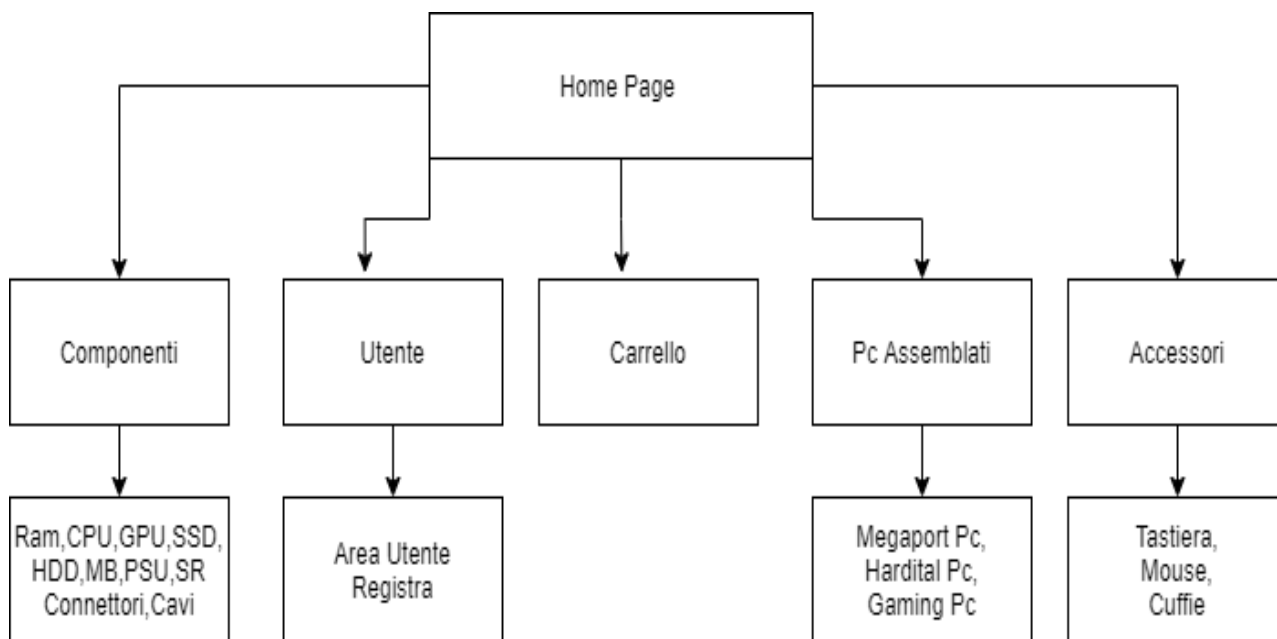 Home Page
Componenti
Utente
Carrello
Pc Assemblati
Accessori
Ram,CPU,GPU,SSD,
HDD,MB,PSU,SR
Connettori,Cavi
Area Utente
Registra
Megaport Pc,
Hardital Pc,
Gaming Pc
Tastiera,
Mouse,
Cuffie